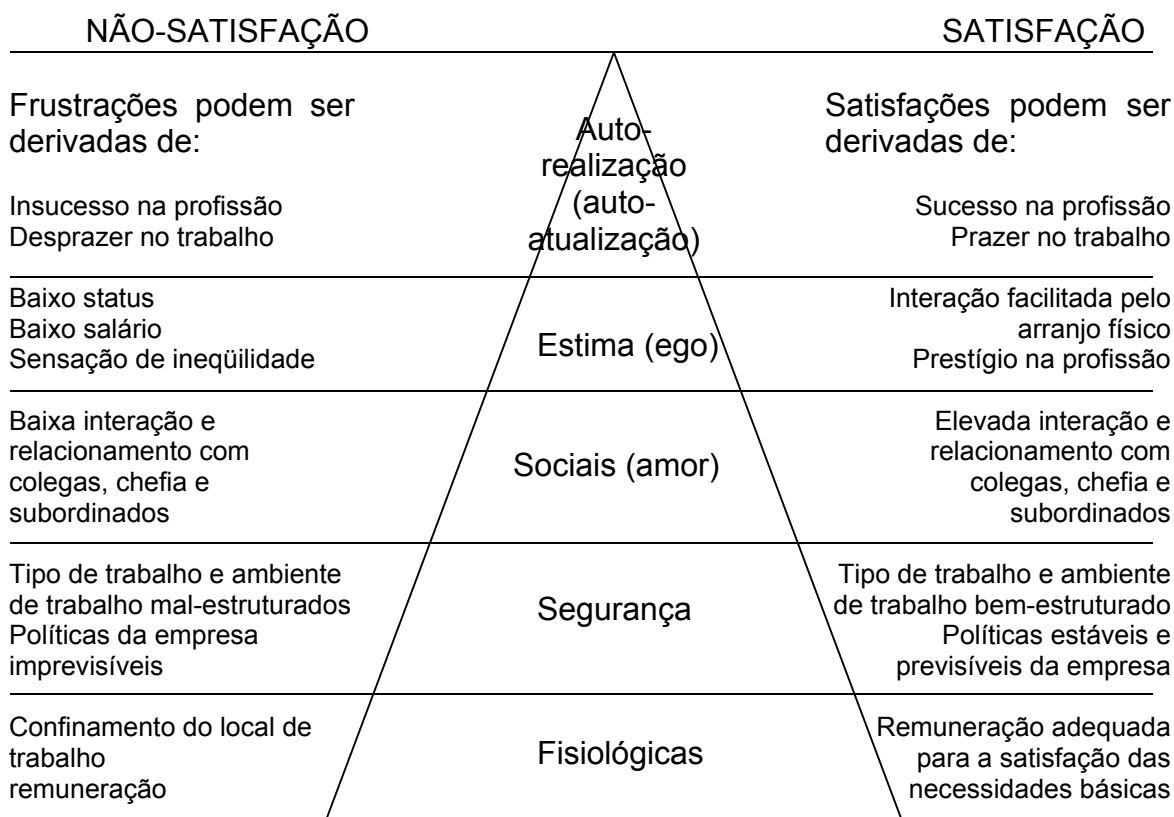 NÃO-SATISFAÇÃO
SATISFAÇÃO
Frustrações podem ser
derivadas de:
Insucesso na profissão
Desprazer no trabalho
Auto-
realização
(auto-
atualização)
Satisfações podem ser
derivadas de:
Sucesso na profissão
Prazer no trabalho
Baixo status
Baixo salário
Sensação de ineqüilidade
Estima (ego)
Interação facilitada pelo
arranjo físico
Prestígio na profissão
Baixa interação e
relacionamento com
colegas, chefia e
subordinados
Sociais (amor)
Elevada interação e
relacionamento com
colegas, chefia e
subordinados
Tipo de trabalho e ambiente
de trabalho mal-estruturados
Políticas da empresa
imprevisíveis
Segurança
Tipo de trabalho e ambiente
de trabalho bem-estruturado
Políticas estáveis e
previsíveis da empresa
Confinamento do local de
trabalho
remuneração
Fisiológicas
Remuneração adequada
para a satisfação das
necessidades básicas